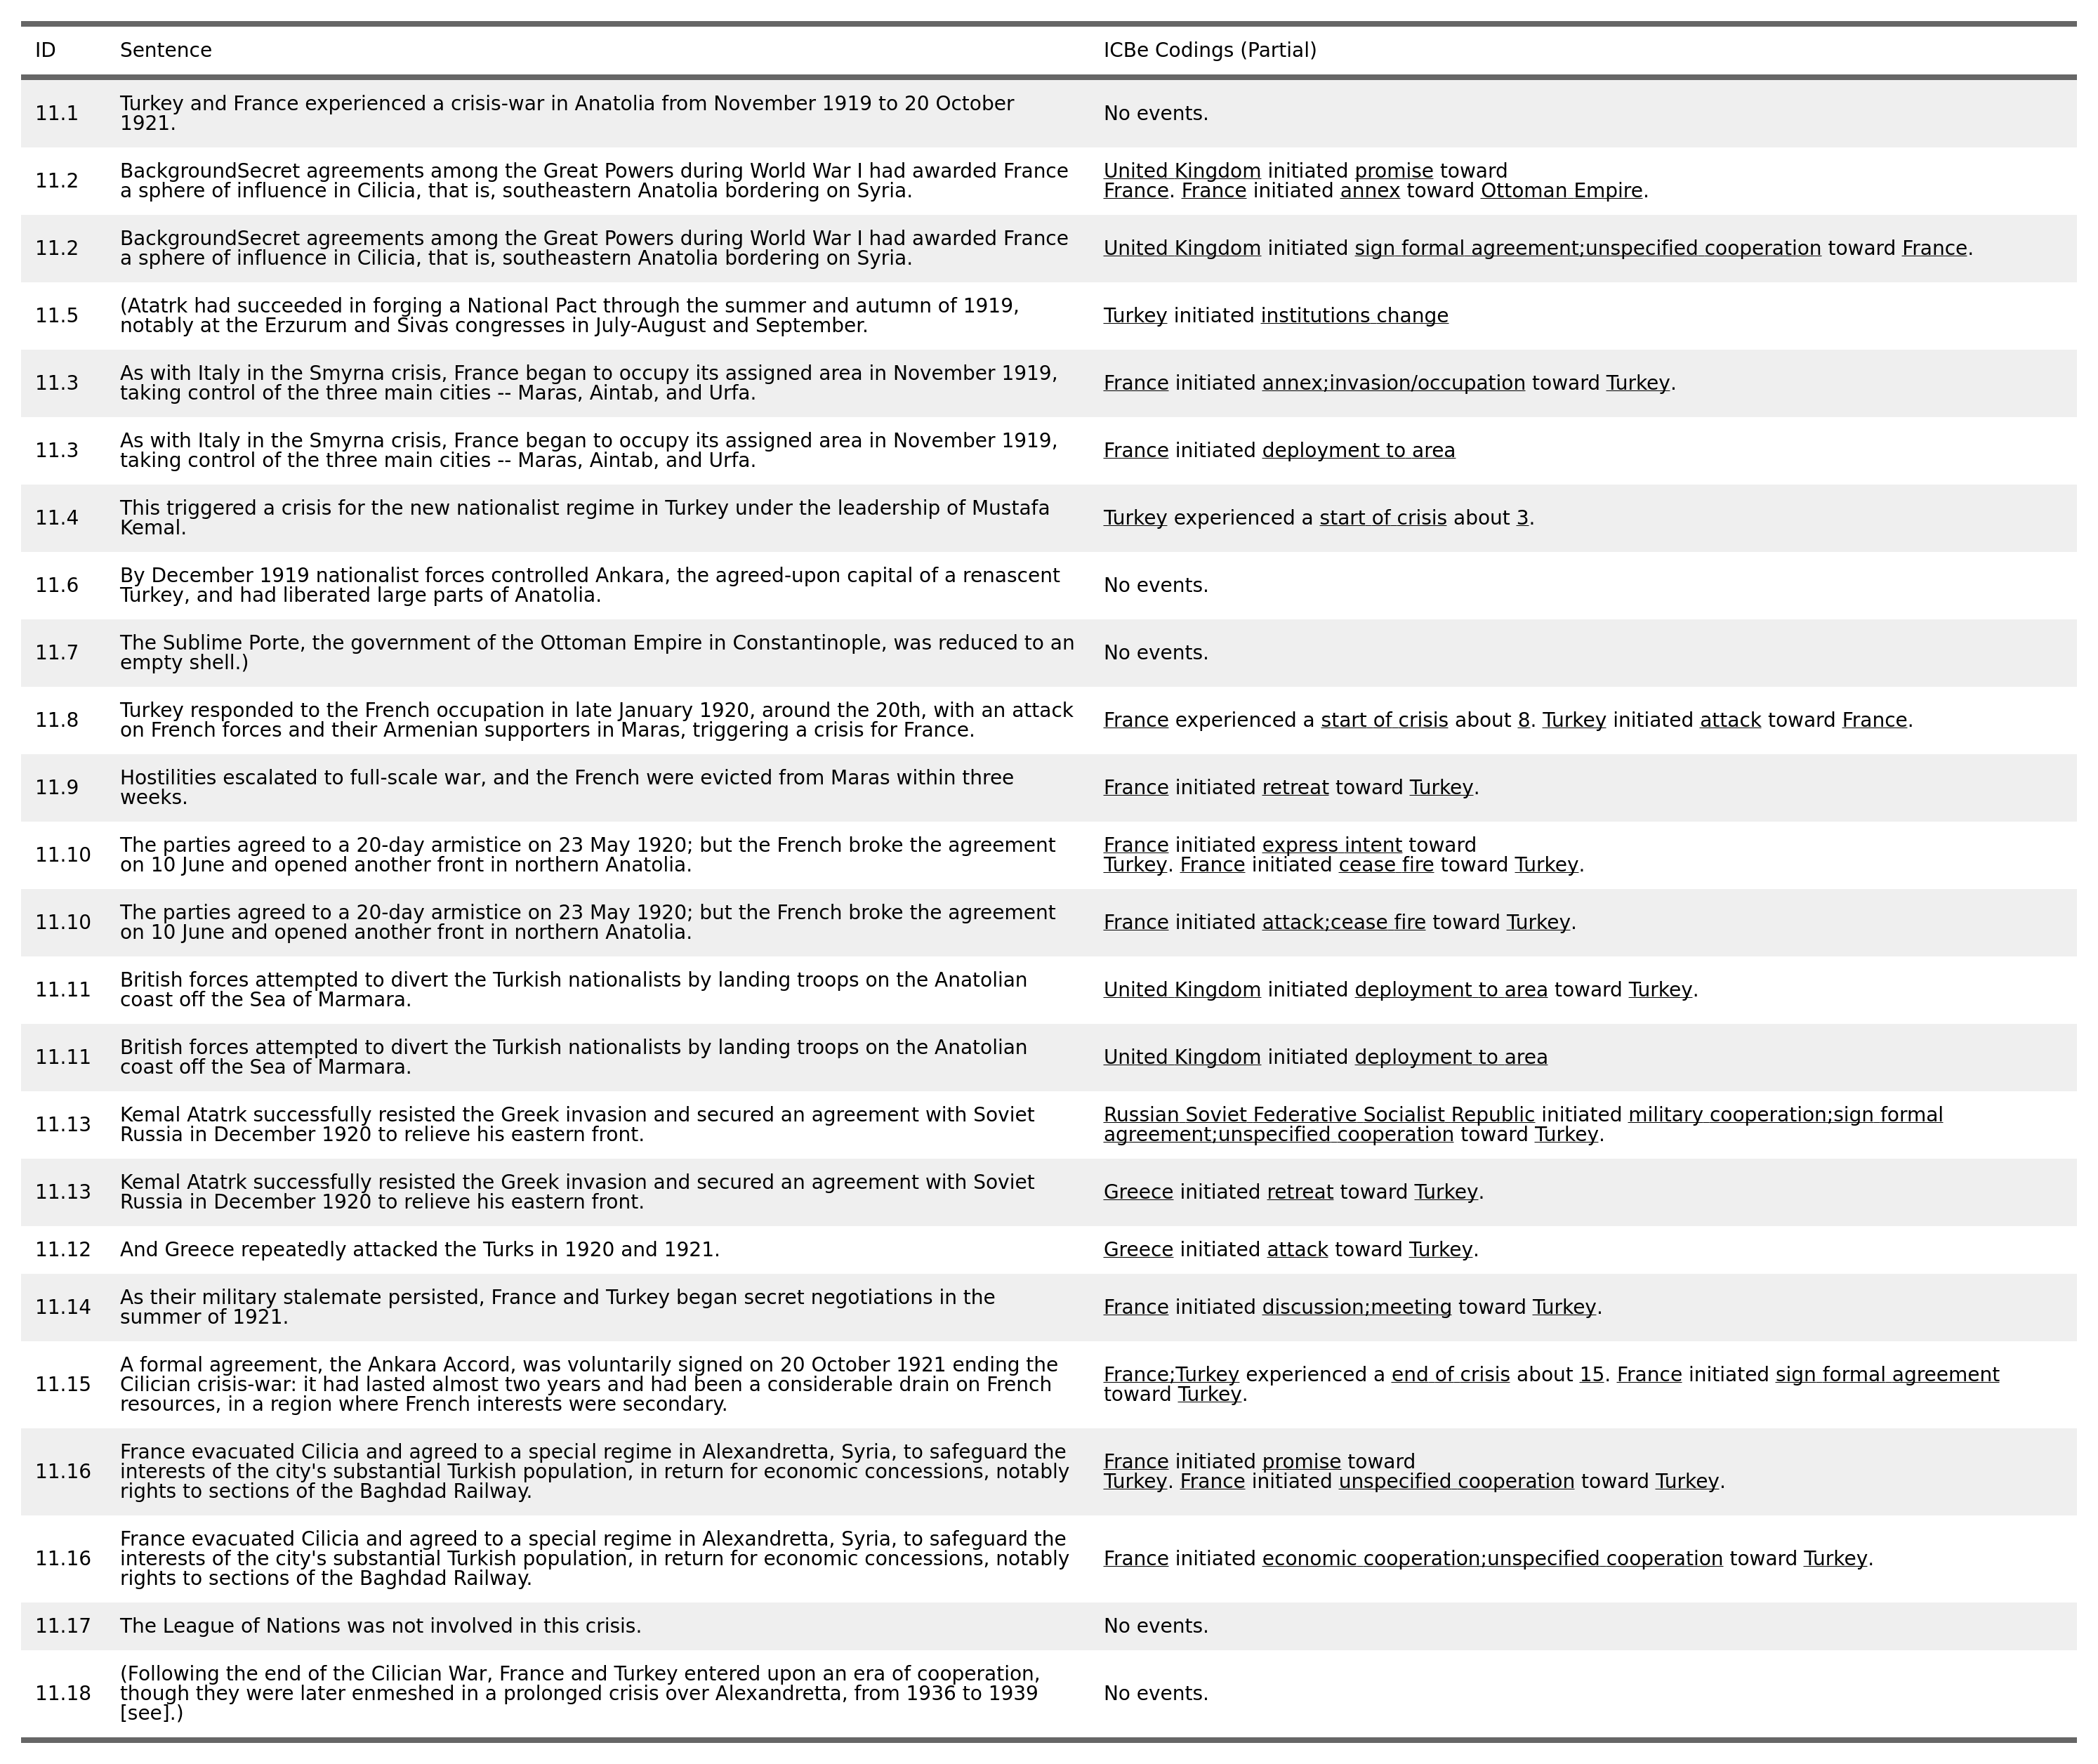 ID Sentence ICBe Codings (Partial)
11.1 Turkey and France experienced a crisis-war in Anatolia from November 1919 to 20 October
1921. No events.
11.2 BackgroundSecret agreements among the Great Powers during World War I had awarded France
a sphere of influence in Cilicia, that is, southeastern Anatolia bordering on Syria.
United Kingdom initiated promise toward
France. France initiated annex toward Ottoman Empire.
11.2 BackgroundSecret agreements among the Great Powers during World War I had awarded France
a sphere of influence in Cilicia, that is, southeastern Anatolia bordering on Syria.
United Kingdom initiated sign formal agreement;unspecified cooperation toward France.
11.5 (Atatrk had succeeded in forging a National Pact through the summer and autumn of 1919,
notably at the Erzurum and Sivas congresses in July-August and September.
Turkey initiated institutions change
11.3 As with Italy in the Smyrna crisis, France began to occupy its assigned area in November 1919,
taking control of the three main cities -- Maras, Aintab, and Urfa.
France initiated annex;invasion/occupation toward Turkey.
11.3 As with Italy in the Smyrna crisis, France began to occupy its assigned area in November 1919,
taking control of the three main cities -- Maras, Aintab, and Urfa.
France initiated deployment to area
11.4 This triggered a crisis for the new nationalist regime in Turkey under the leadership of Mustafa
Kemal.
Turkey experienced a start of crisis about 3.
11.6 By December 1919 nationalist forces controlled Ankara, the agreed-upon capital of a renascent
Turkey, and had liberated large parts of Anatolia.
No events.
11.7 The Sublime Porte, the government of the Ottoman Empire in Constantinople, was reduced to an
empty shell.)
No events.
11.8 Turkey responded to the French occupation in late January 1920, around the 20th, with an attack
on French forces and their Armenian supporters in Maras, triggering a crisis for France.
France experienced a start of crisis about 8. Turkey initiated attack toward France.
11.9 Hostilities escalated to full-scale war, and the French were evicted from Maras within three
weeks.
France initiated retreat toward Turkey.
11.10 The parties agreed to a 20-day armistice on 23 May 1920; but the French broke the agreement
on 10 June and opened another front in northern Anatolia.
France initiated express intent toward
Turkey. France initiated cease fire toward Turkey.
11.10 The parties agreed to a 20-day armistice on 23 May 1920; but the French broke the agreement
on 10 June and opened another front in northern Anatolia.
France initiated attack;cease fire toward Turkey.
11.11 British forces attempted to divert the Turkish nationalists by landing troops on the Anatolian
coast off the Sea of Marmara.
United Kingdom initiated deployment to area toward Turkey.
11.11 British forces attempted to divert the Turkish nationalists by landing troops on the Anatolian
coast off the Sea of Marmara.
United Kingdom initiated deployment to area
11.13 Kemal Atatrk successfully resisted the Greek invasion and secured an agreement with Soviet
Russia in December 1920 to relieve his eastern front.
Russian Soviet Federative Socialist Republic initiated military cooperation;sign formal
agreement;unspecified cooperation toward Turkey.
11.13 Kemal Atatrk successfully resisted the Greek invasion and secured an agreement with Soviet
Russia in December 1920 to relieve his eastern front.
Greece initiated retreat toward Turkey.
11.12 And Greece repeatedly attacked the Turks in 1920 and 1921. Greece initiated attack toward Turkey.
11.14 As their military stalemate persisted, France and Turkey began secret negotiations in the
summer of 1921.
France initiated discussion;meeting toward Turkey.
11.15 A formal agreement, the Ankara Accord, was voluntarily signed on 20 October 1921 ending the
Cilician crisis-war: it had lasted almost two years and had been a considerable drain on French
resources, in a region where French interests were secondary.
France;Turkey experienced a end of crisis about 15. France initiated sign formal agreement
toward Turkey.
11.16 France evacuated Cilicia and agreed to a special regime in Alexandretta, Syria, to safeguard the
interests of the city's substantial Turkish population, in return for economic concessions, notably
rights to sections of the Baghdad Railway.
France initiated promise toward
Turkey. France initiated unspecified cooperation toward Turkey.
11.16 France evacuated Cilicia and agreed to a special regime in Alexandretta, Syria, to safeguard the
interests of the city's substantial Turkish population, in return for economic concessions, notably
rights to sections of the Baghdad Railway.
France initiated economic cooperation;unspecified cooperation toward Turkey.
11.17 The League of Nations was not involved in this crisis. No events.
11.18 (Following the end of the Cilician War, France and Turkey entered upon an era of cooperation,
though they were later enmeshed in a prolonged crisis over Alexandretta, from 1936 to 1939
[see].)
No events.